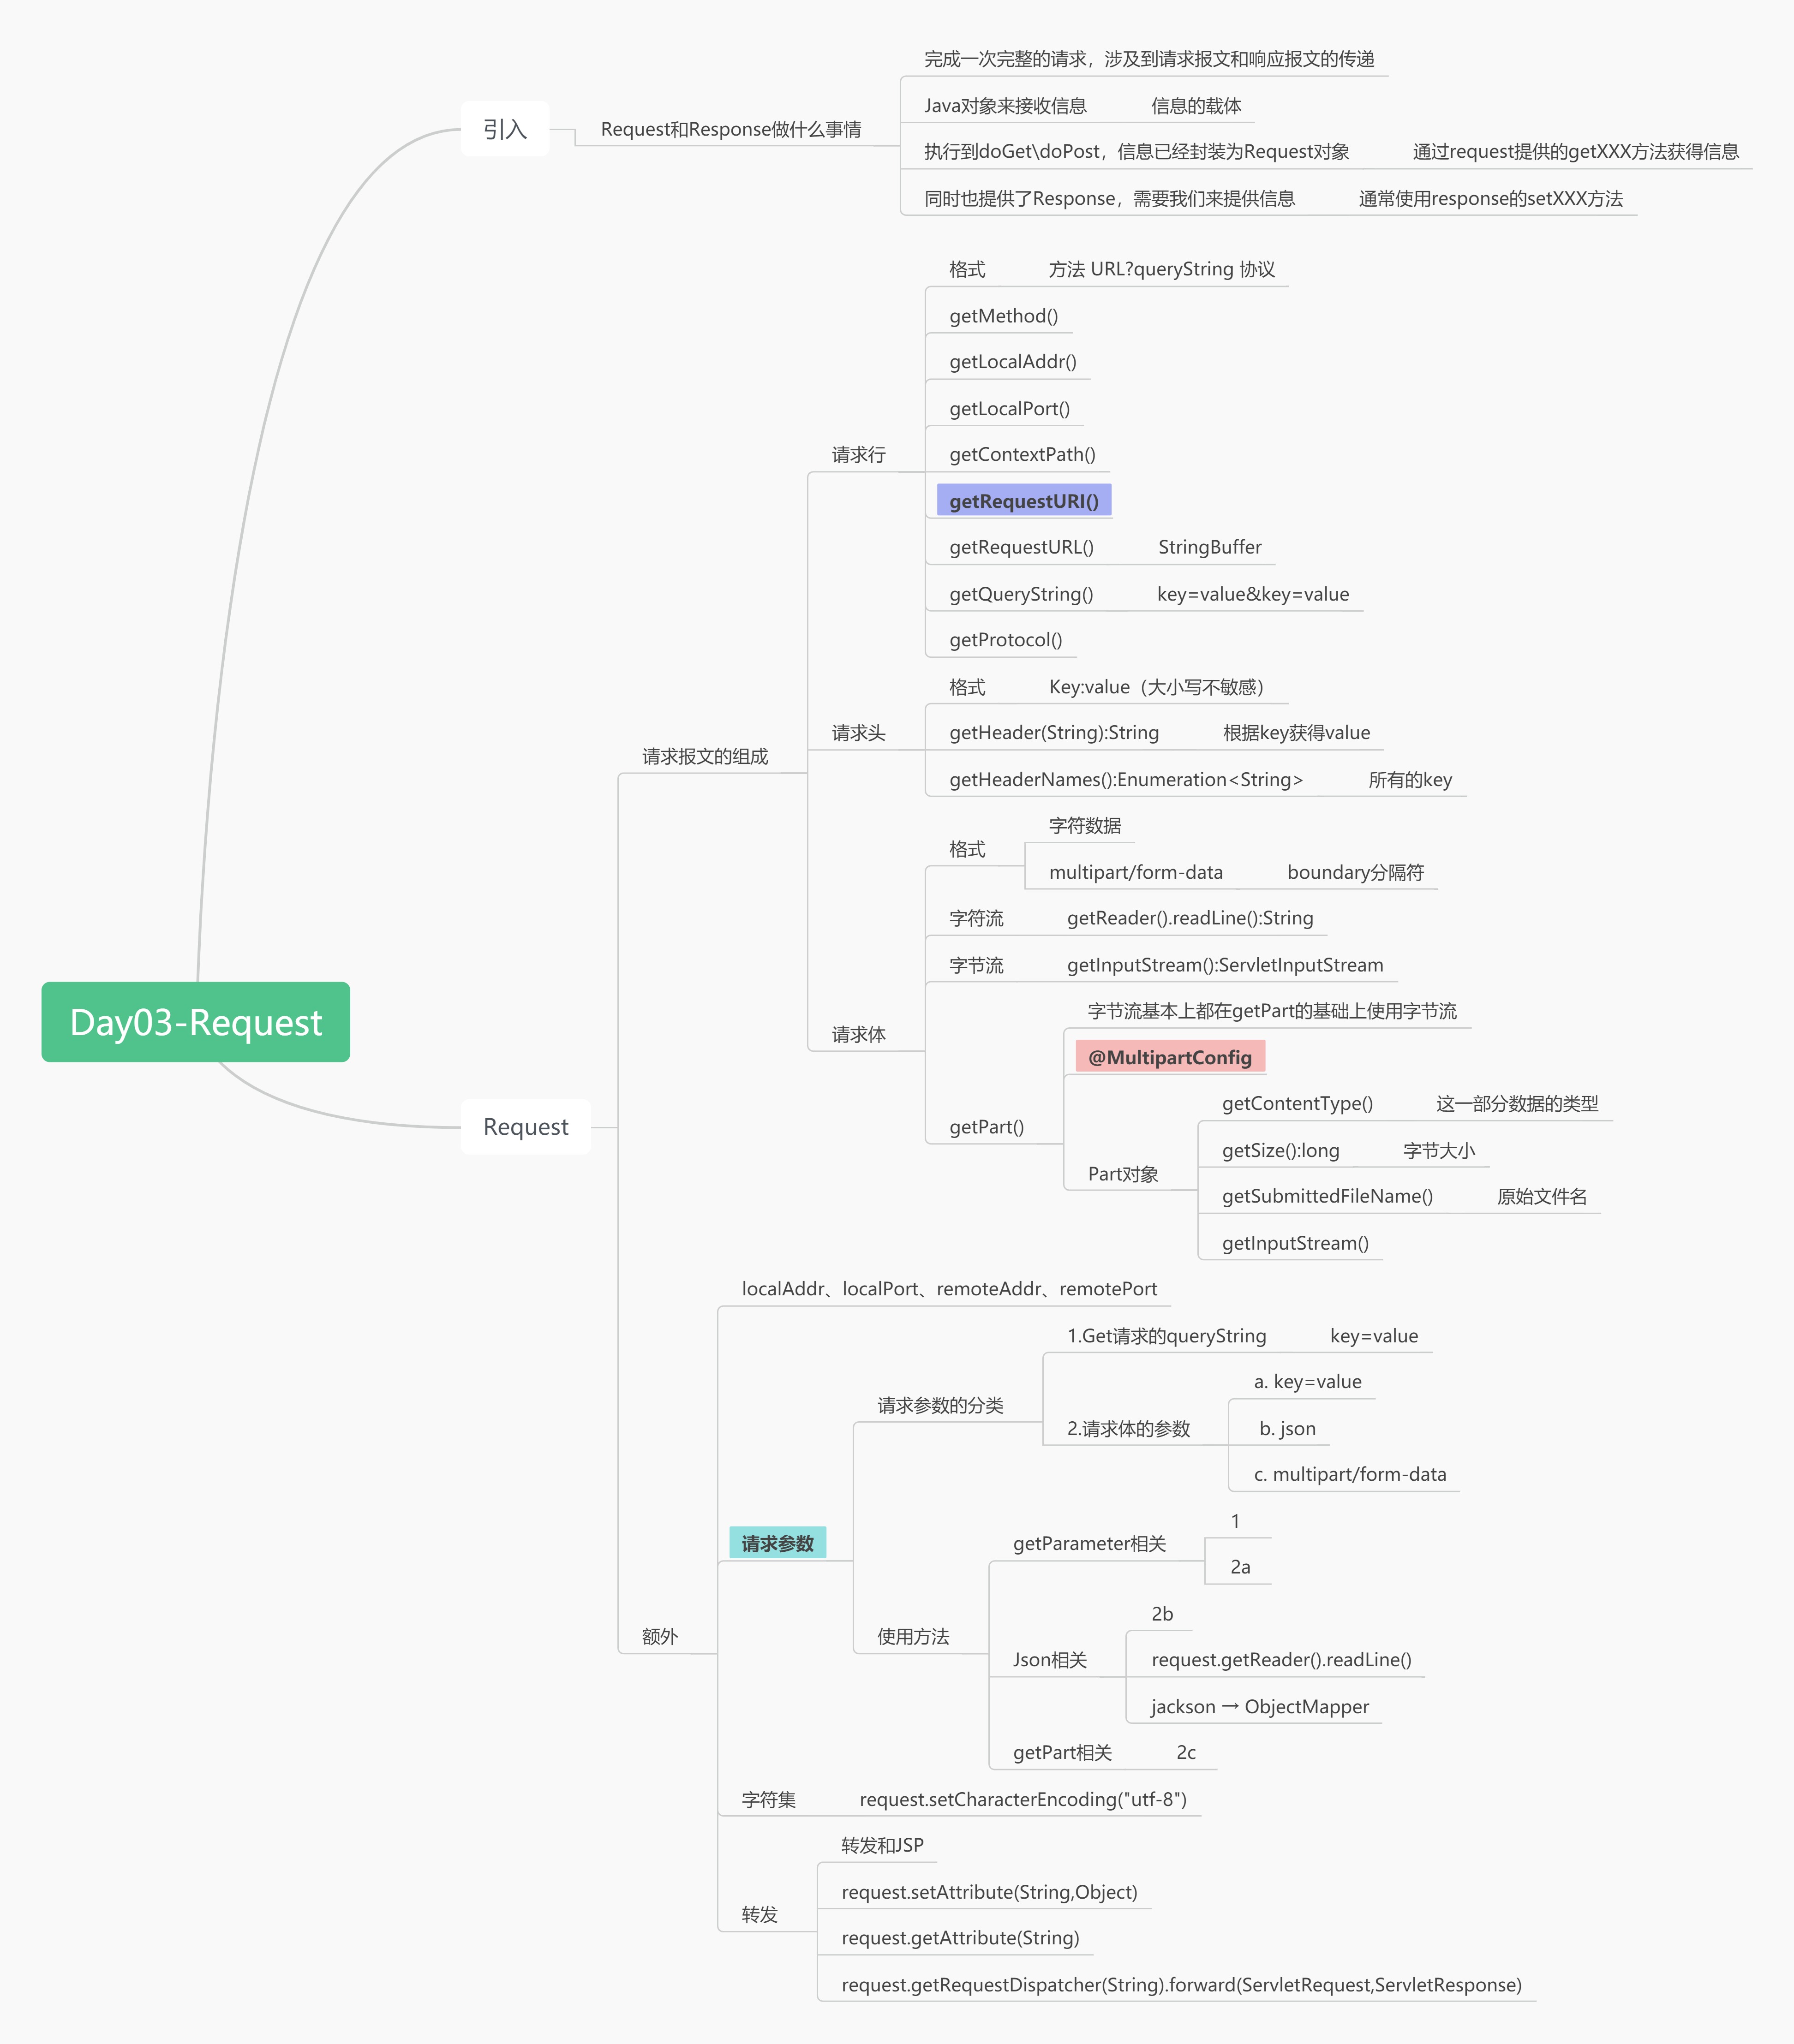 Day03-Request
引入
Request和Response做什么事情
完成一次完整的请求，涉及到请求报文和响应报文的传递
Java对象来接收信息
信息的载体
执行到doGet\doPost，信息已经封装为Request对象
通过request提供的getXXX方法获得信息
同时也提供了Response，需要我们来提供信息
通常使用response的setXXX方法
Request
请求报文的组成
请求行
格式
方法 URL?queryString 协议
getMethod()
getLocalAddr()
getLocalPort()
getContextPath()
getRequestURI()
getRequestURL()
StringBuffer
getQueryString()
key=value&key=value
getProtocol()
请求头
格式
Key:value（大小写不敏感）
getHeader(String):String
根据key获得value
getHeaderNames():Enumeration<String>
所有的key
请求体
格式
字符数据
multipart/form-data
boundary分隔符
字符流
getReader().readLine():String
字节流
getInputStream():ServletInputStream
getPart()
字节流基本上都在getPart的基础上使用字节流
@MultipartConfig
Part对象
getContentType()
这一部分数据的类型
getSize():long
字节大小
getSubmittedFileName()
原始文件名
getInputStream()
额外
localAddr、localPort、remoteAddr、remotePort
请求参数
请求参数的分类
1.Get请求的queryString
key=value
2.请求体的参数
a. key=value
b. json
c. multipart/form-data
使用方法
getParameter相关
1
2a
Json相关
2b
request.getReader().readLine()
jackson → ObjectMapper
getPart相关
2c
字符集
request.setCharacterEncoding("utf-8")
转发
转发和JSP
request.setAttribute(String,Object)
request.getAttribute(String)
request.getRequestDispatcher(String).forward(ServletRequest,ServletResponse)